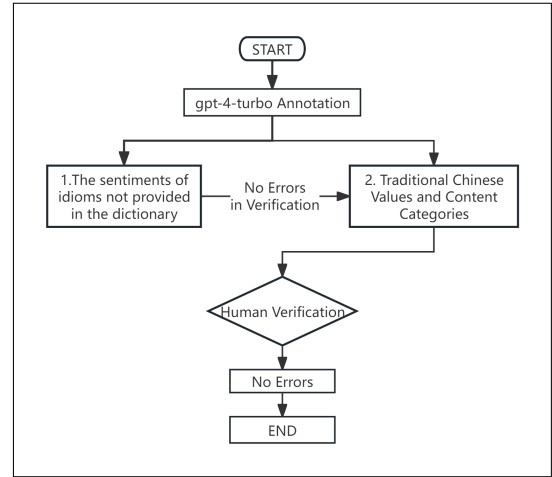 START
gpt-4-turbo Annotation
1.The sentiments of
idioms not provided
in the dictionary
No Errors
in Verification
2. Traditional Chinese
Values and Content
Categories
Human Verification
No Errors
END